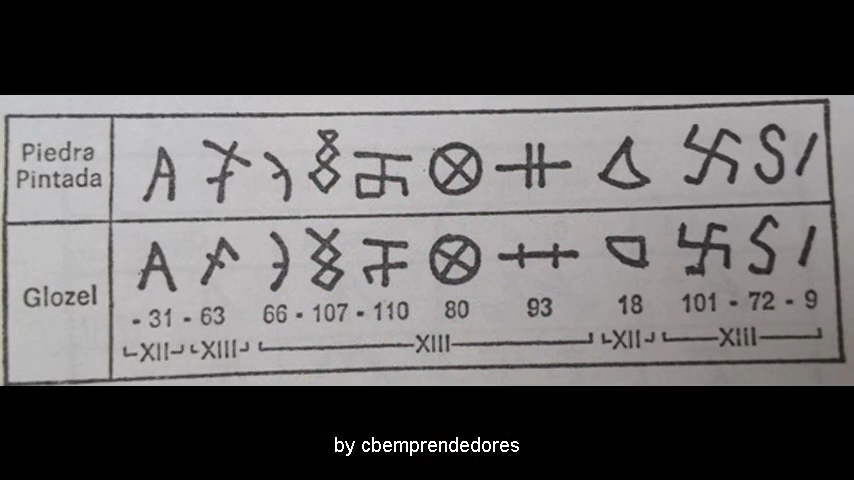 Piedra
Pintada
Glozel
- 31 - 63 66 - 107 - 110 80 93 18 101 - 72 - 9
XII XIII XIII XII XIII
by cbemprendedores